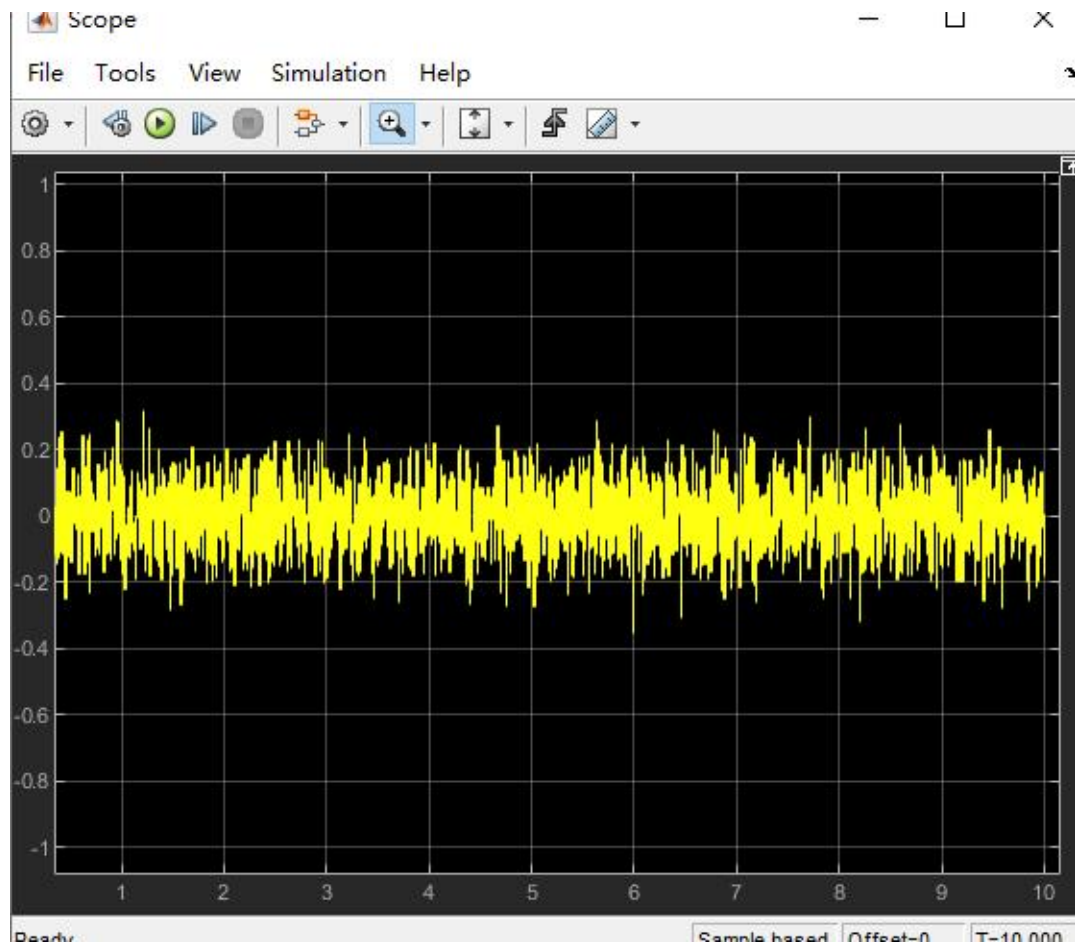 Scope
File Tools View Simulation Help
1
0.8
0.6
0.4
0.2
0
-0.2
-0.4
-0.6
-0.8
-1
1 2 3 4 5 6 7 8 9 10
Ready Sample based Offset=0 T=10.000